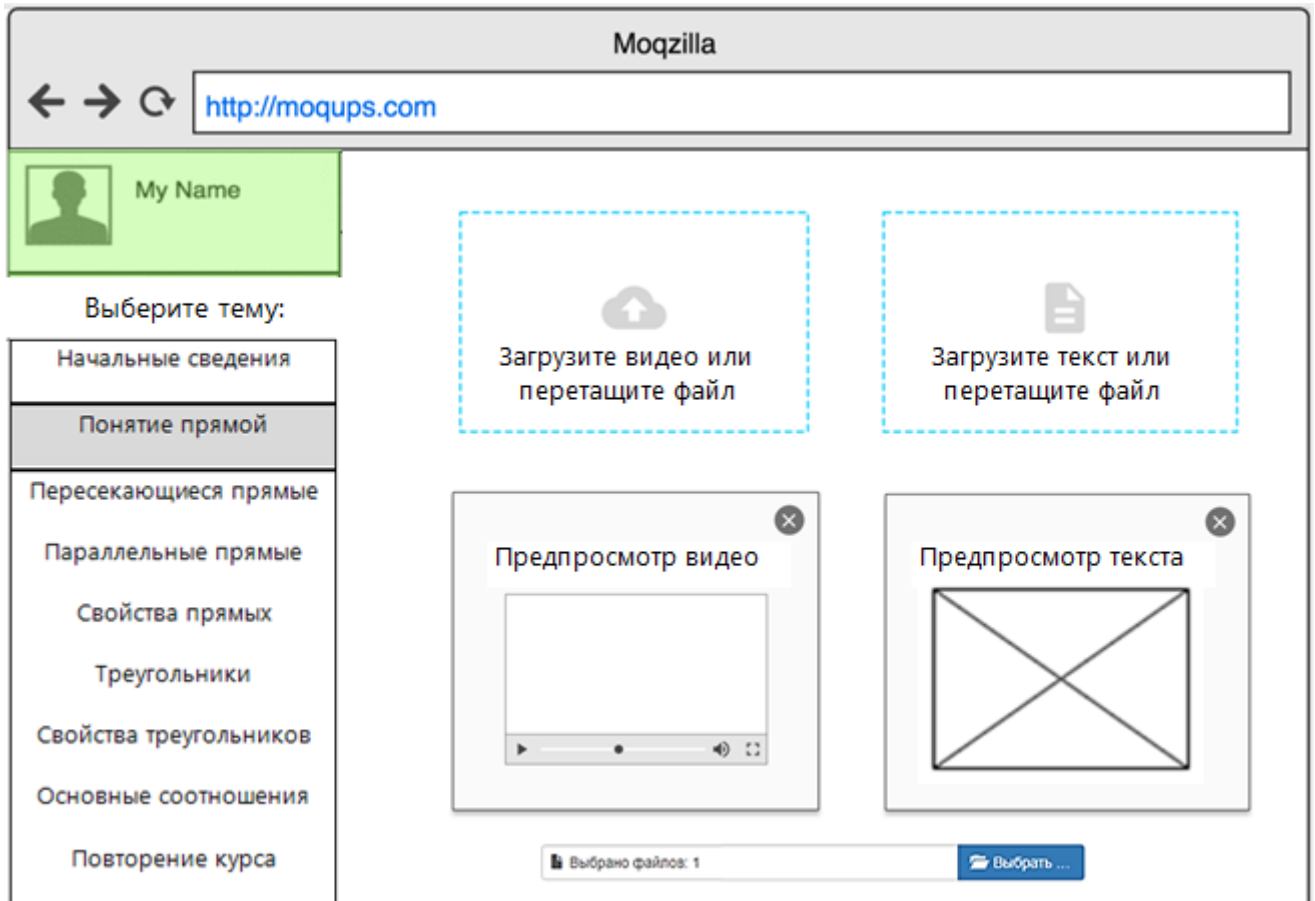 Moqzilla
http://moqups.com
My Name
Выберите тему:
Начальные сведения
Понятие прямой
Пересекающиеся прямые
Параллельные прямые
Свойства прямых
Треугольники
Свойства треугольников
Основные соотношения
Повторение курса
Загрузите видео или
перетащите файл
Загрузите текст или
перетащите файл
Предпросмотр видео
Предпросмотр текста
Выбрано файлов: 1
Выбрать ...